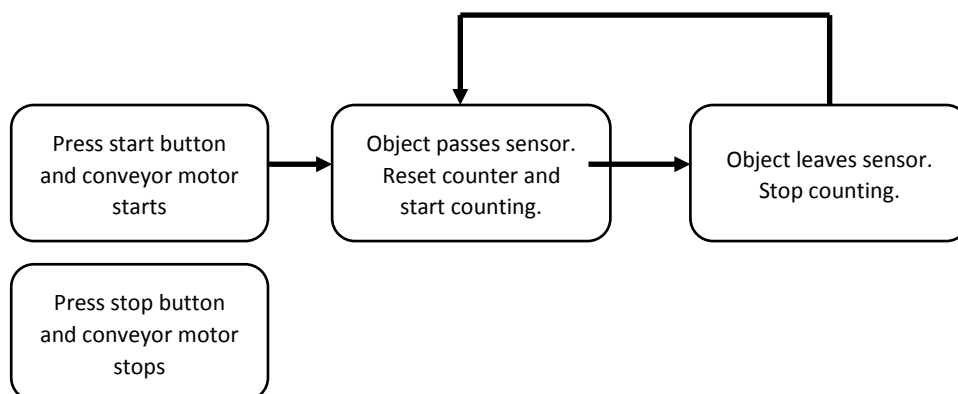 Press start button
and conveyor motor
starts
Object passes sensor.
Reset counter and
start counting.
Object leaves sensor.
Stop counting.
Press stop button
and conveyor motor
stops